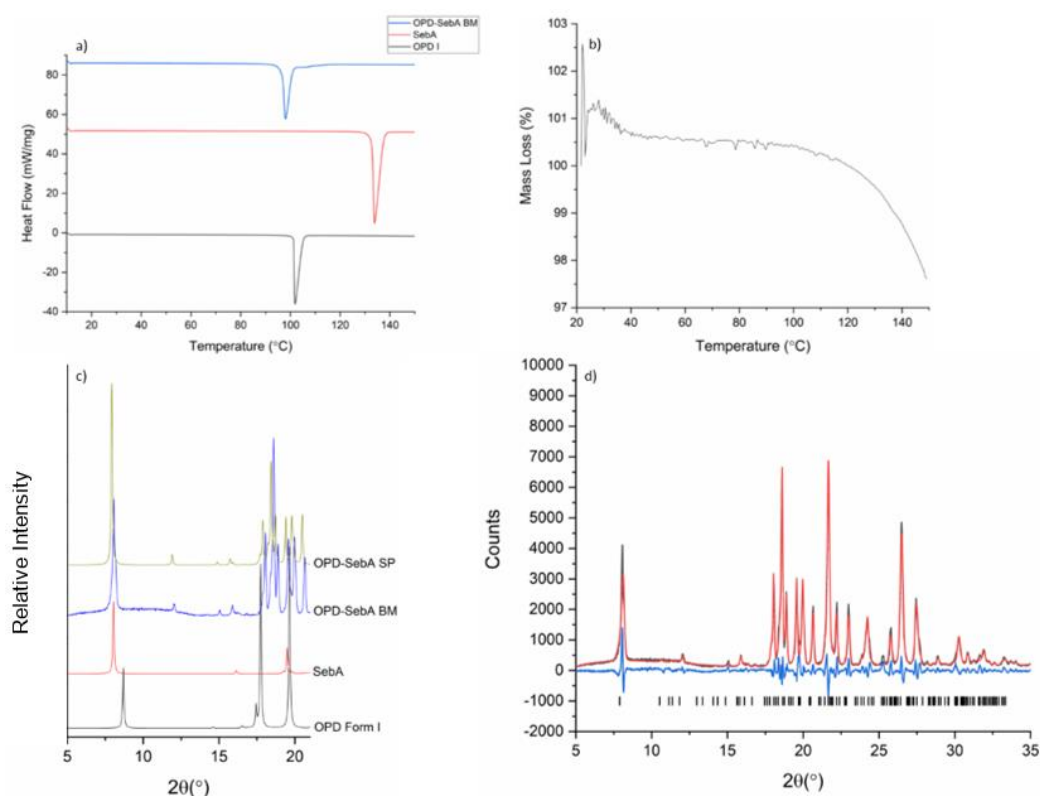 a)
OPD-SebA BM
SebA
OPD I
80
60
40
20
0
-20
-40
Heat Flow (mW/mg)
20 40 60 80 100 120 140
Temperature (°C)
b)
103
102
101
100
99
98
97
Mass Loss (%)
20 40 60 80 100 120 140
Temperature (°C)
c)
Relative Intensity
OPD-SebA SP
OPD-SebA BM
SebA
OPD Form I
5 10 15 20
2θ(°)
d)
10000
9000
8000
7000
6000
5000
4000
3000
2000
1000
0
-1000
-2000
Counts
5 10 15 20 25 30 35
2θ(°)